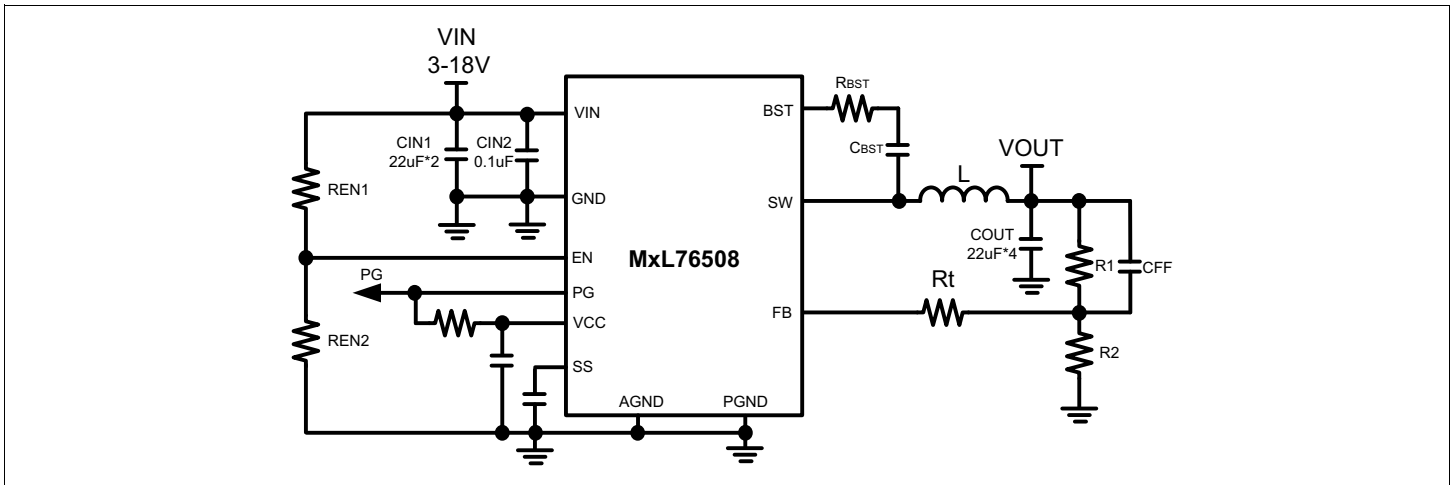 VIN
3-18V
VIN
CIN1
22uF*2
CIN2
0.1uF
REN1
GND
EN
PG
PG
VCC
REN2
SS
AGND
PGND
MxL76508
BST
RBST
CBST
SW
L
VOUT
COUT
22uF*4
R1
CFF
Rt
FB
R2